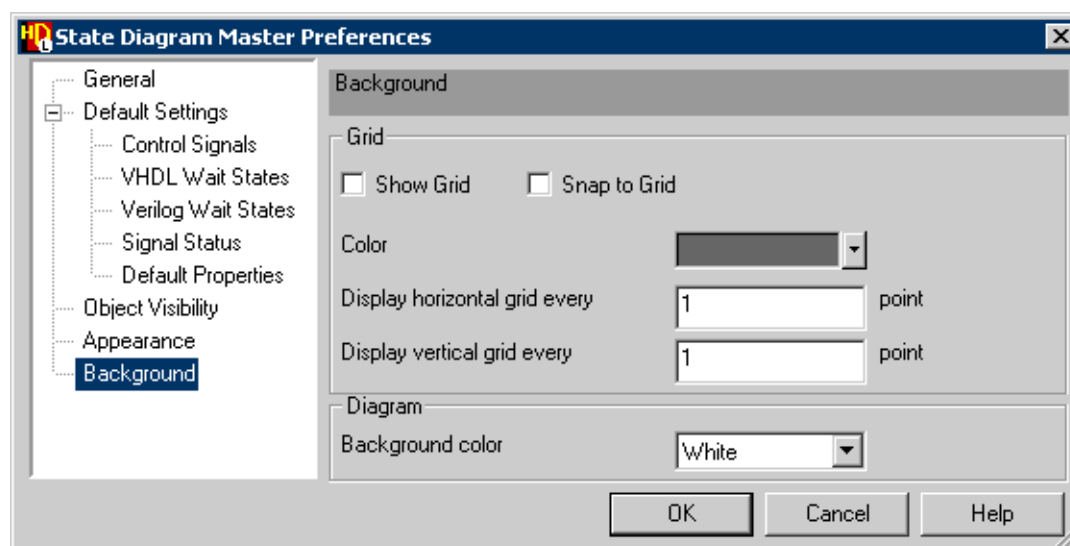 HD L State Diagram Master Preferences
General
Default Settings
Control Signals
VHDL Wait States
Verilog Wait States
Signal Status
Default Properties
Object Visibility
Appearance
Background
Background
Grid
Show Grid Snap to Grid
Color
Display horizontal grid every 1 point
Display vertical grid every 1 point
Diagram
Background color White
OK Cancel Help